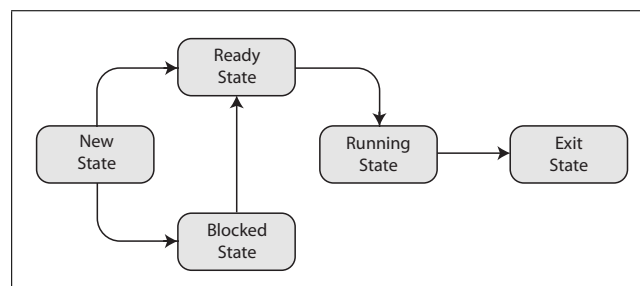 Ready
State
New
State
Running
State
Exit
State
Blocked
State